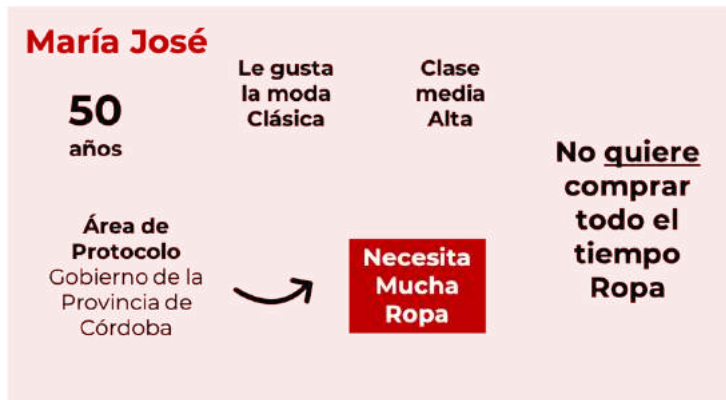 María José
50
años
Le gusta
la moda
Clásica
Clase
media
Alta
No quiere
comprar
todo el
tiempo
Ropa
Área de
Protocolo
Gobierno de la
Provincia de
Córdoba
Necesita
Mucha
Ropa